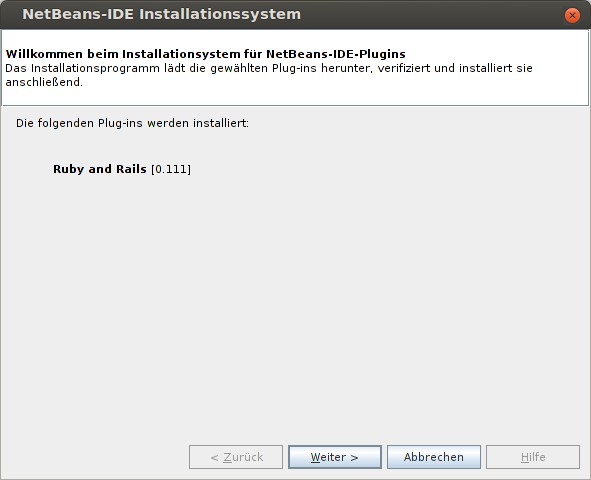 NetBeans-IDE Installationssystem
Willkommen beim Installationsystem für NetBeans-IDE-Plugins
Das Installationsprogramm lädt die gewählten Plug-ins herunter, verifiziert und installiert sie
anschließend.
Die folgenden Plug-ins werden installiert:
Ruby and Rails [0.111]
< Zurück Weiter > Abbrechen Hilfe